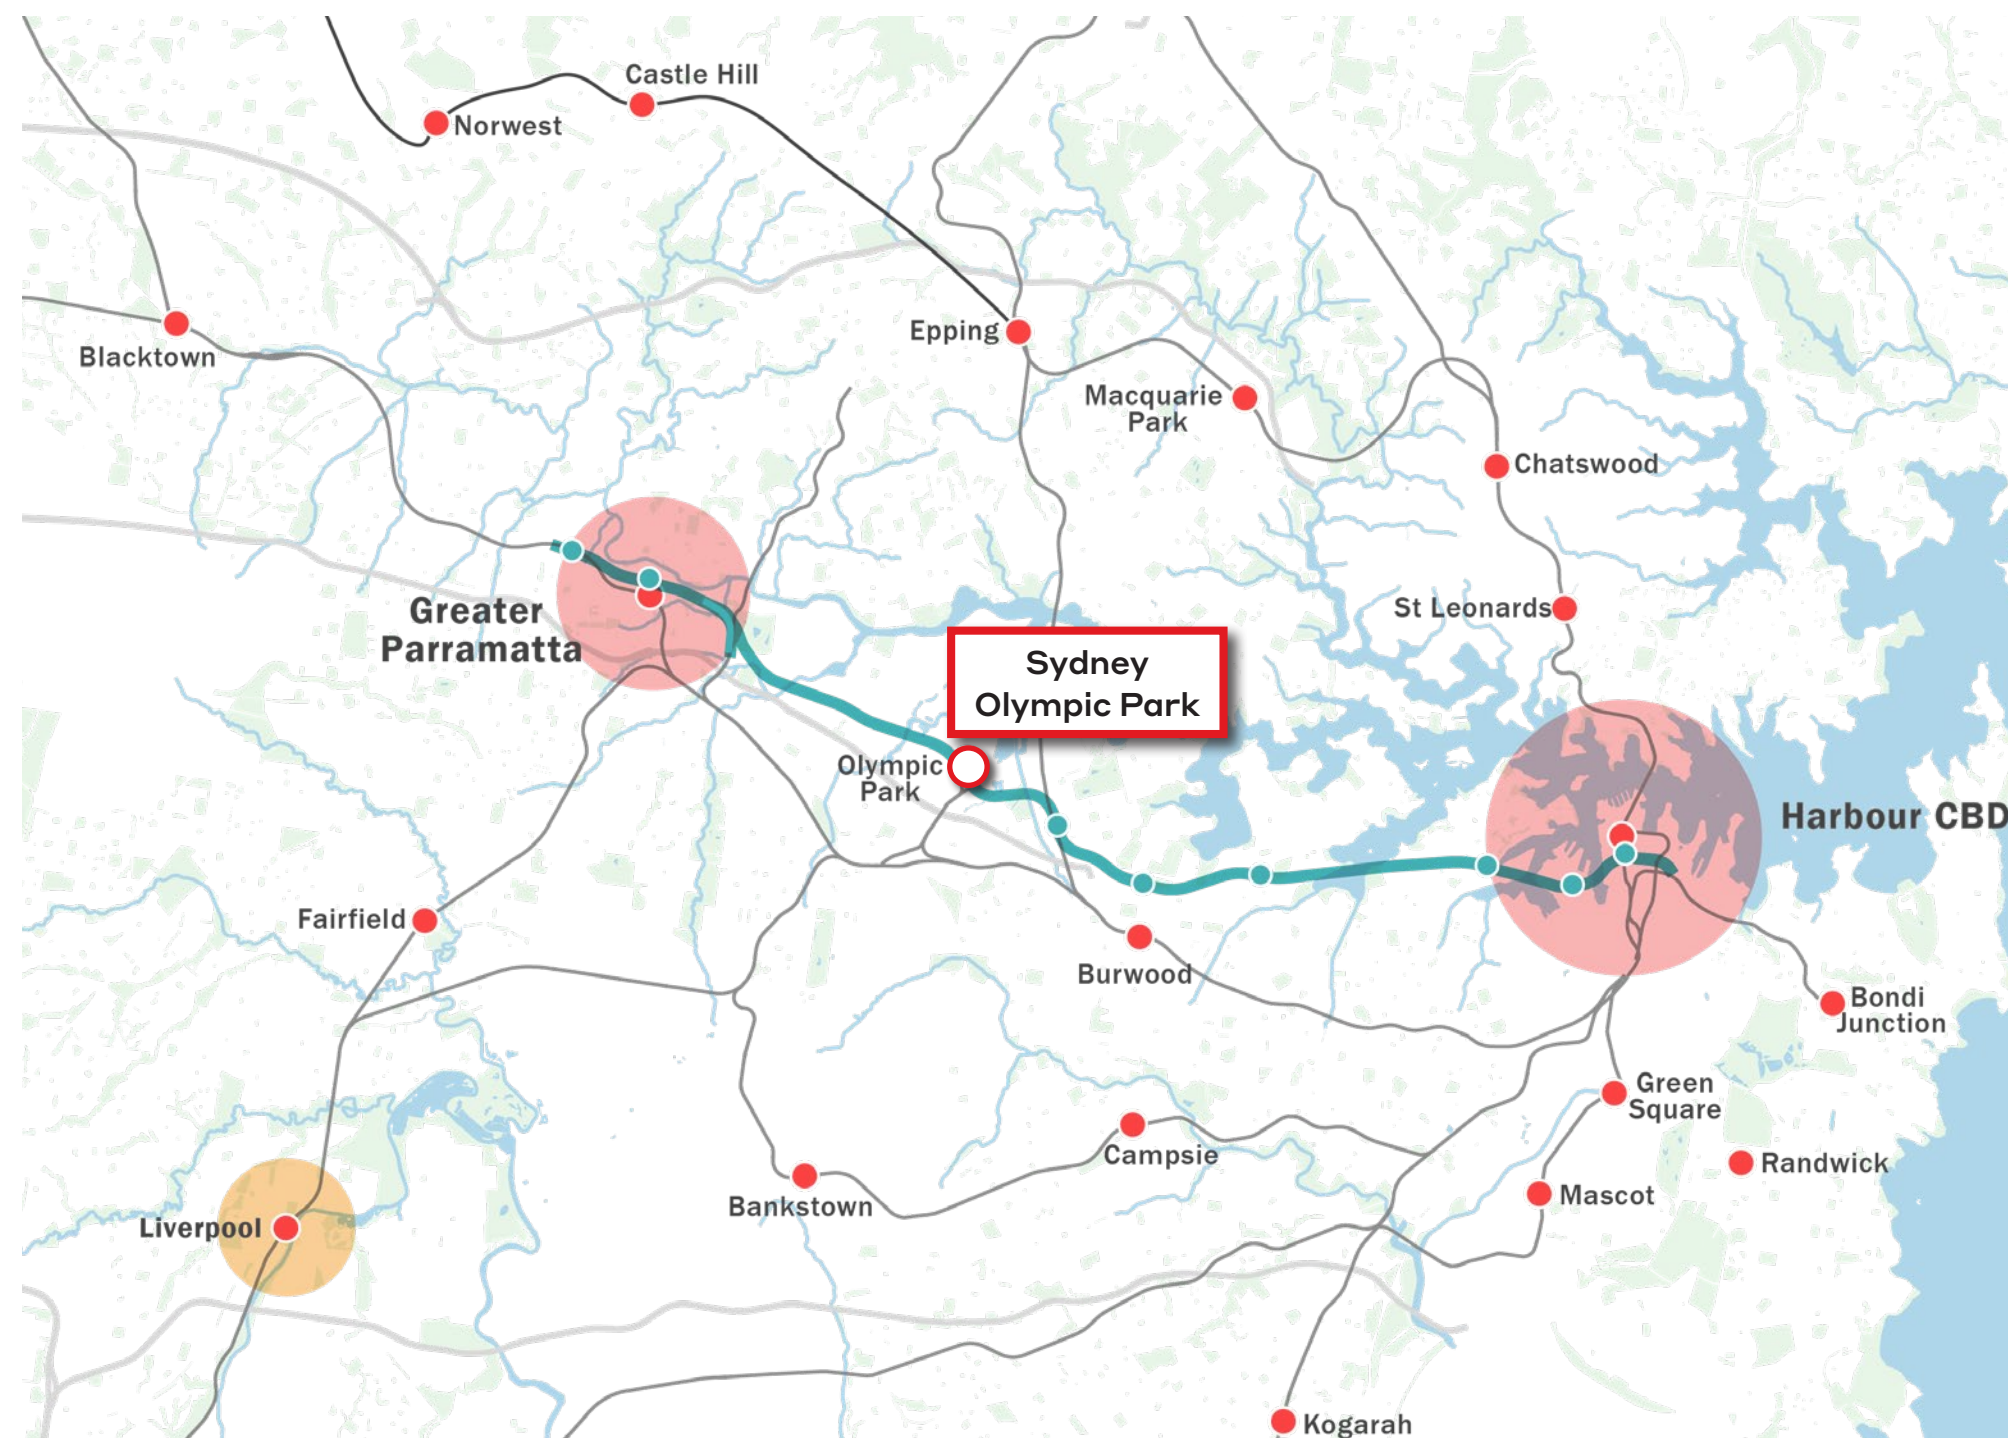 Castle Hill
Norwest
Blacktown
Epping
Macquarie
Park
Chatswood
Greater
Parramatta
St Leonards
Sydney
Olympic Park
Olympic
Park
Harbour CBD
Fairfield
Burwood
Bondi
Junction
Green
Square
Campsie
Randwick
Bankstown
Mascot
Liverpool
Kogarah